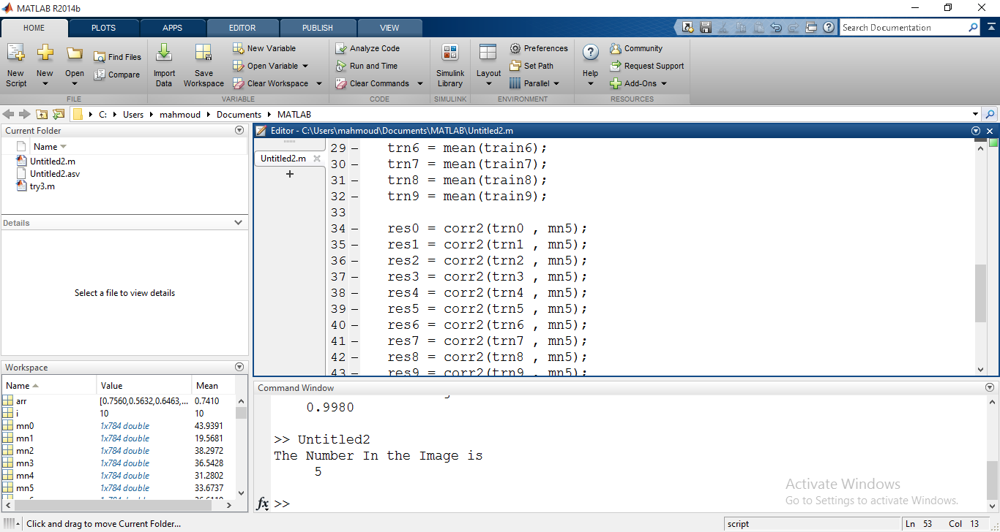 MATLAB R2014b
HOME PLOTS APPS EDITOR PUBLISH VIEW
Search Documentation
New Script
New
Open
Find Files
Compare
FILE
Import Data
Save Workspace
New Variable
Open Variable
Clear Workspace
VARIABLE
Analyze Code
Run and Time
Clear Commands
CODE
Simulink Library
SIMULINK
Layout
Preferences
Set Path
Parallel
ENVIRONMENT
Help
Community
Request Support
Add-Ons
RESOURCES
C: Users mahmoud Documents MATLAB
Current Folder
Name
Untitled2.m
Untitled2.asv
try3.m
Details
Select a file to view details
Workspace
Name Value Mean
arr [0.7560,0.5632,0.6463,... 0.7410
i 10 10
mn0 1x784 double 43.9391
mn1 1x784 double 19.5681
mn2 1x784 double 38.2972
mn3 1x784 double 36.5428
mn4 1x784 double 31.2802
mn5 1x784 double 33.6737
Editor - C:\Users\mahmoud\Documents\MATLAB\Untitled2.m
Untitled2.m
+
29 – trn6 = mean(train6);
30 – trn7 = mean(train7);
31 – trn8 = mean(train8);
32 – trn9 = mean(train9);
33
34 – res0 = corr2(trn0 , mn5);
35 – res1 = corr2(trn1 , mn5);
36 – res2 = corr2(trn2 , mn5);
37 – res3 = corr2(trn3 , mn5);
38 – res4 = corr2(trn4 , mn5);
39 – res5 = corr2(trn5 , mn5);
40 – res6 = corr2(trn6 , mn5);
41 – res7 = corr2(trn7 , mn5);
42 – res8 = corr2(trn8 , mn5);
43 – res9 = corr2(trn9 , mn5);
Command Window
0.9980
>> Untitled2
The Number In the Image is
5
fx >>
Activate Windows
Go to Settings to activate Windows.
Click and drag to move Current Folder...
script
Ln 53 Col 13